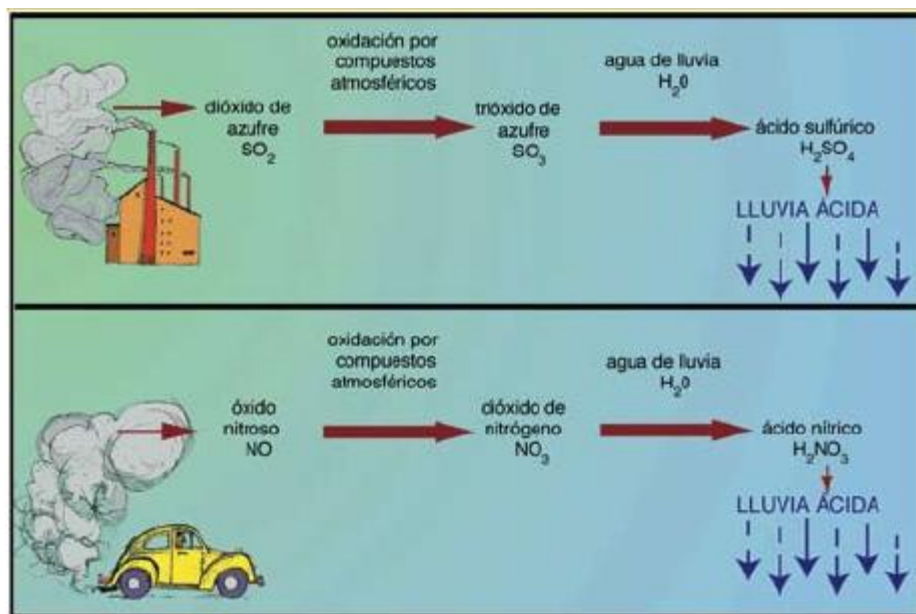 oxidación por
compuestos
atmosféricos
agua de lluvia
H₂0
dióxido de
azufre
SO₂
trióxido de
azufre
SO₃
ácido sulfúrico
H₂SO₄
LLUVIA ÁCIDA
oxidación por
compuestos
atmosféricos
agua de lluvia
H₂0
óxido
nitroso
NO
dióxido de
nitrógeno
NO₃
ácido nítrico
H₂NO₃
LLUVIA ÁCIDA